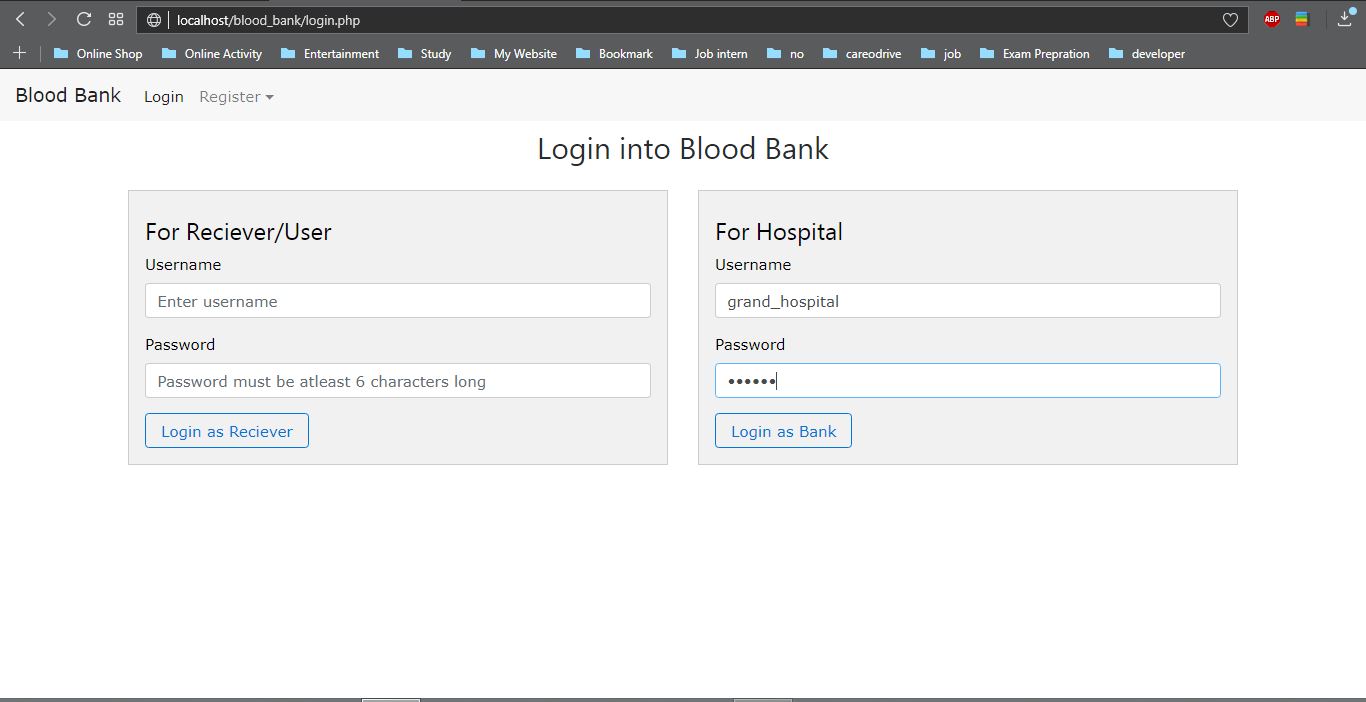 localhost/blood_bank/login.php
ABP
Online Shop Online Activity Entertainment Study My Website Bookmark Job intern no careodrive job Exam Prepration developer
Blood Bank Login Register
Login into Blood Bank
For Reciever/User
Username
Enter username
Password
Password must be atleast 6 characters long
Login as Reciever
For Hospital
Username
grand_hospital
Password
••••••
Login as Bank